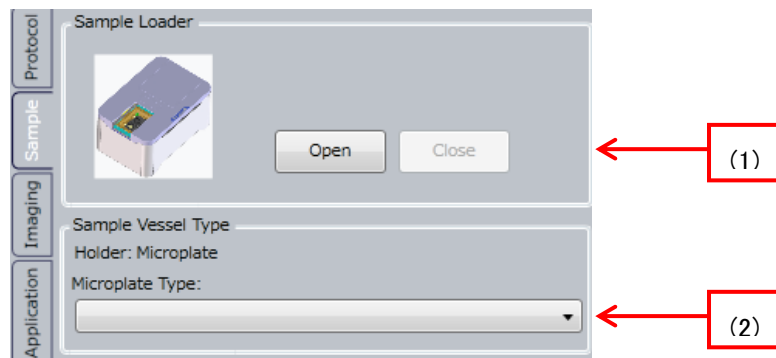 Protocol
Sample
Imaging
Application
Sample Loader
Open Close
(1)
Sample Vessel Type
Holder: Microplate
Microplate Type:
(2)